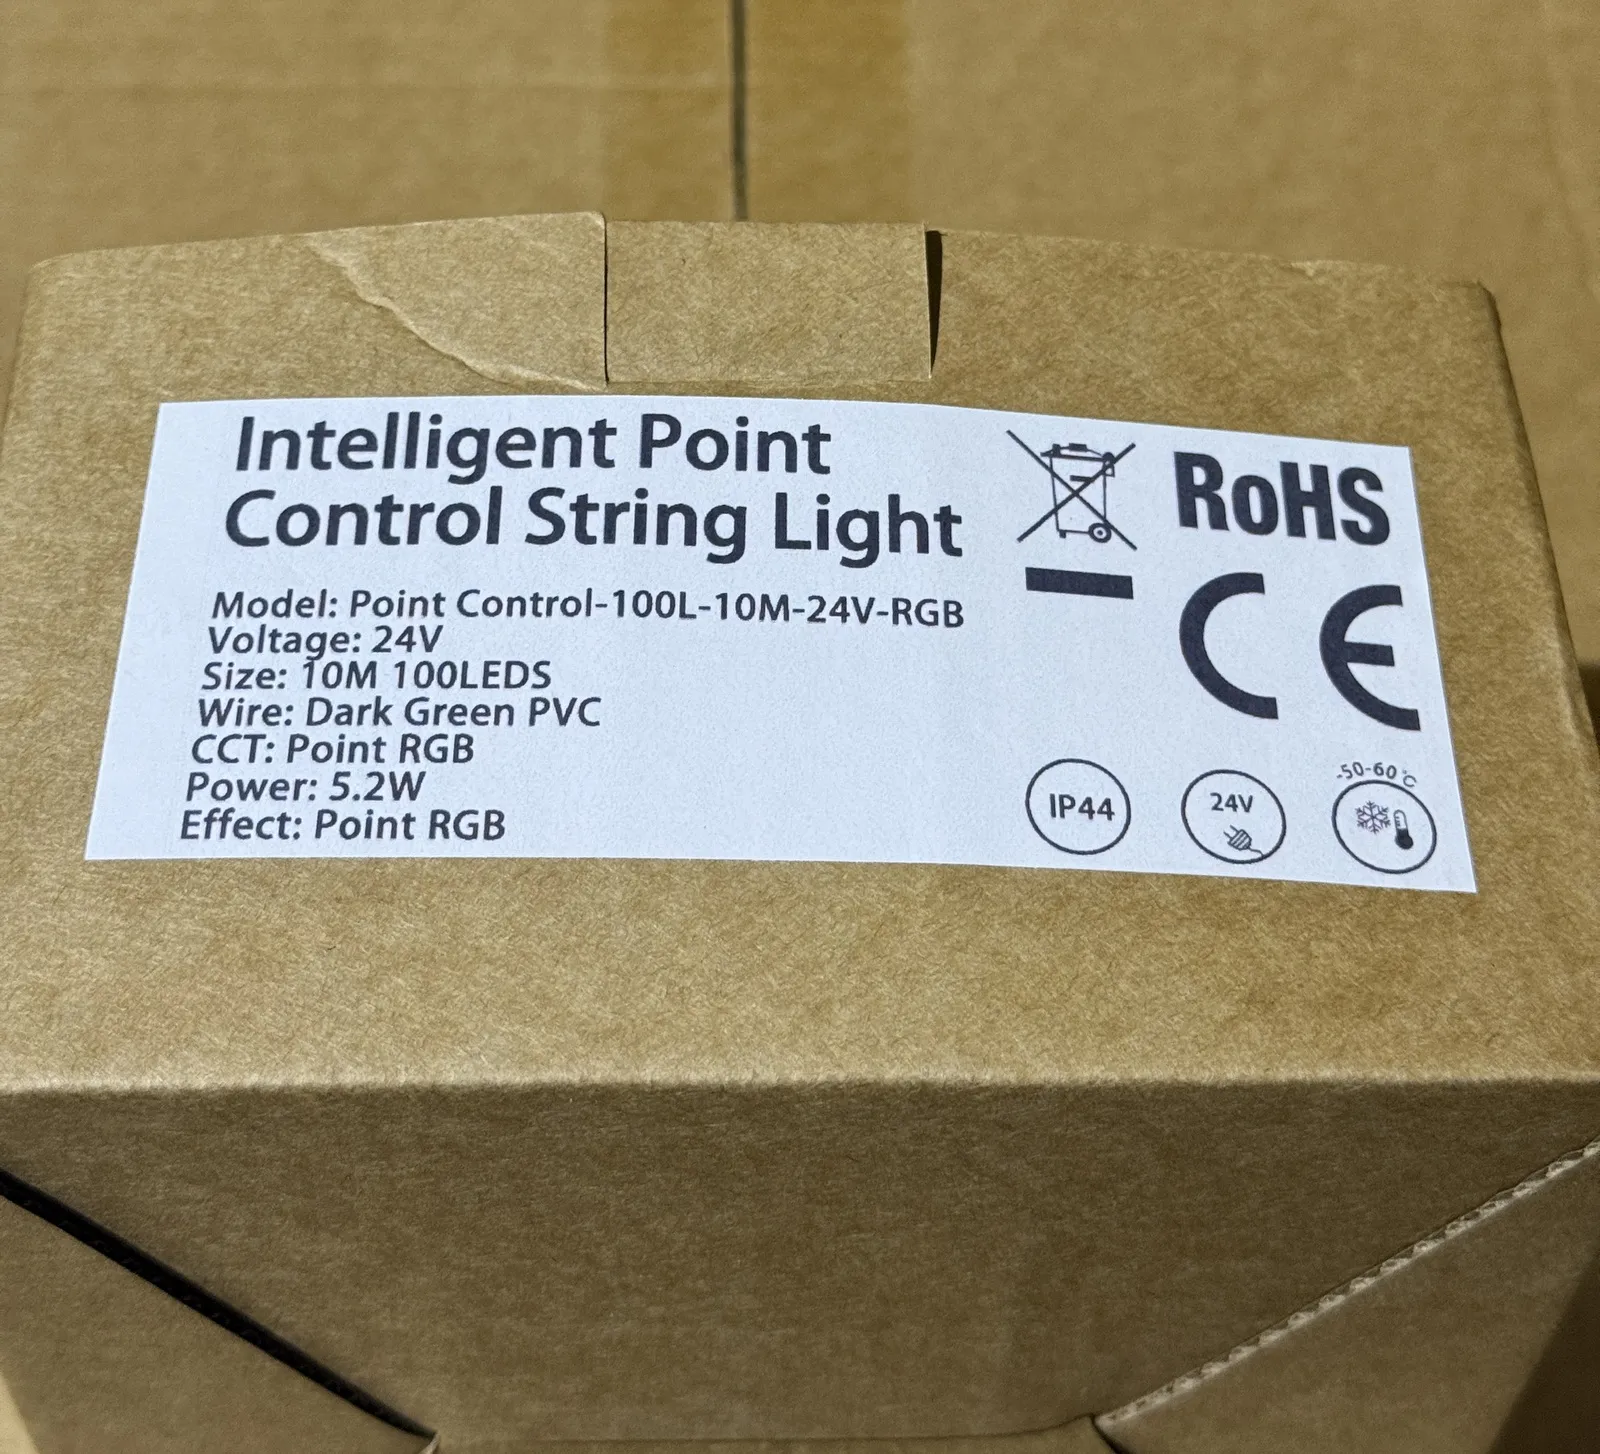 Intelligent Point
Control String Light
Model: Point Control-100L-10M-24V-RGB
Voltage: 24V
Size: 10M 100LEDS
Wire: Dark Green PVC
CCT: Point RGB
Power: 5.2W
Effect: Point RGB
RoHS
CE
IP44
24V
-50-60℃